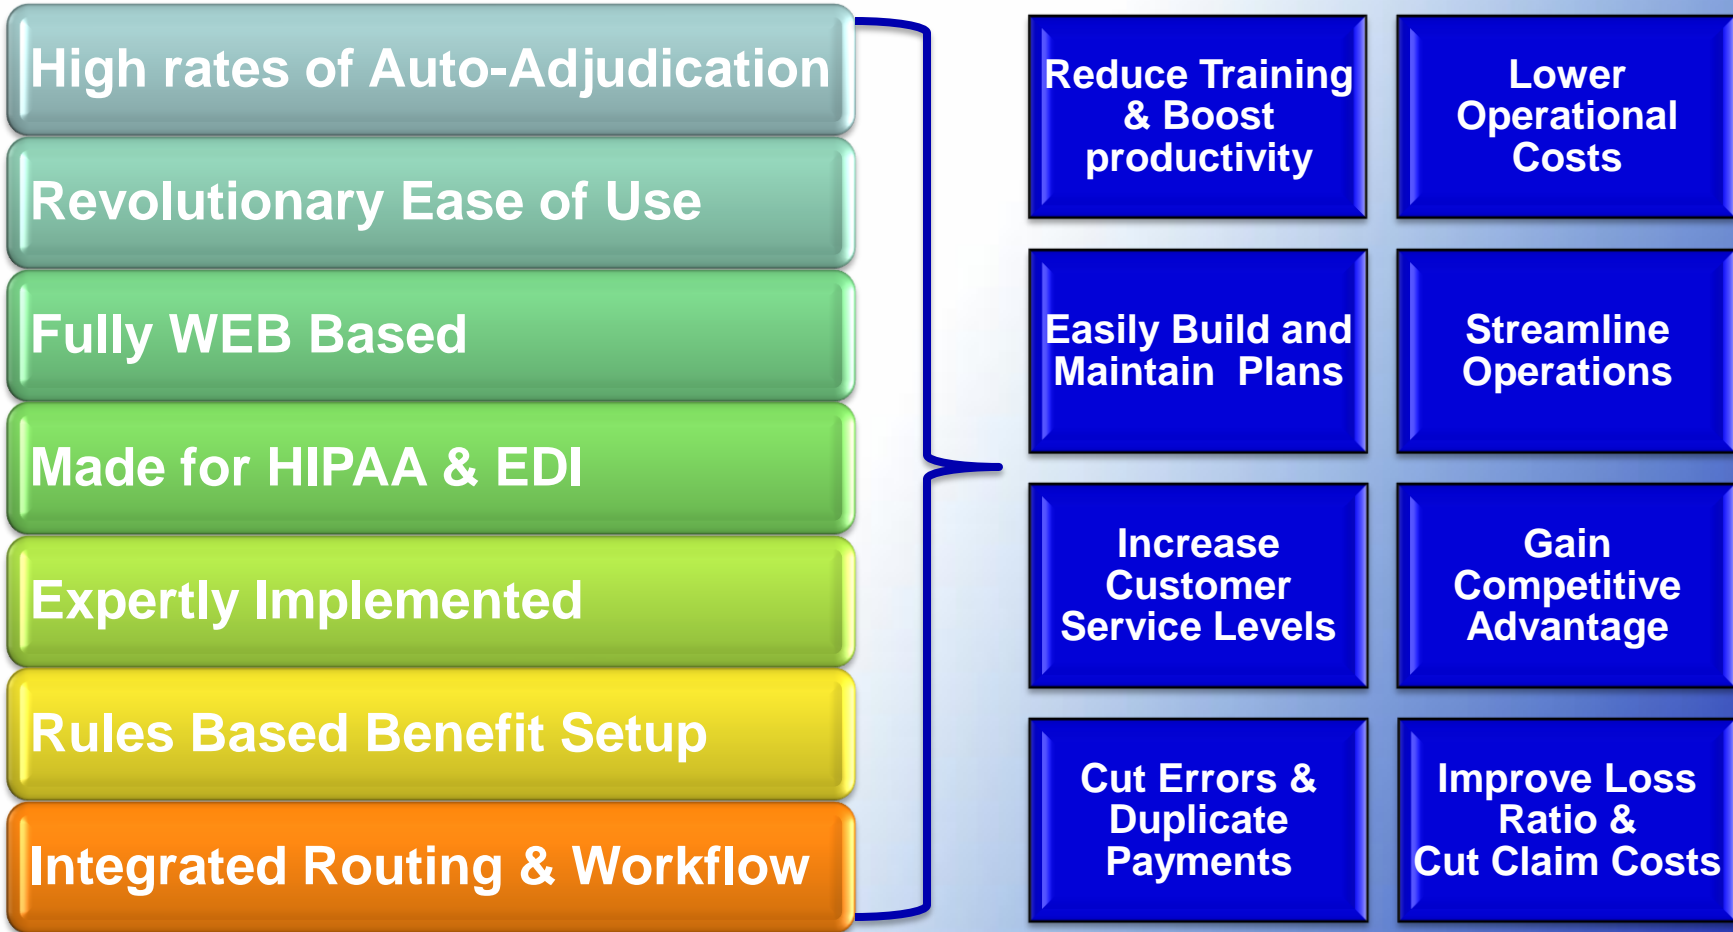 High rates of Auto-Adjudication
Revolutionary Ease of Use
Fully WEB Based
Made for HIPAA & EDI
Expertly Implemented
Rules Based Benefit Setup
Integrated Routing & Workflow
Reduce Training
& Boost
productivity
Lower
Operational
Costs
Easily Build and
Maintain  Plans
Streamline
Operations
Increase
Customer
Service Levels
Gain
Competitive
Advantage
Cut Errors &
Duplicate
Payments
Improve Loss
Ratio &
Cut Claim Costs